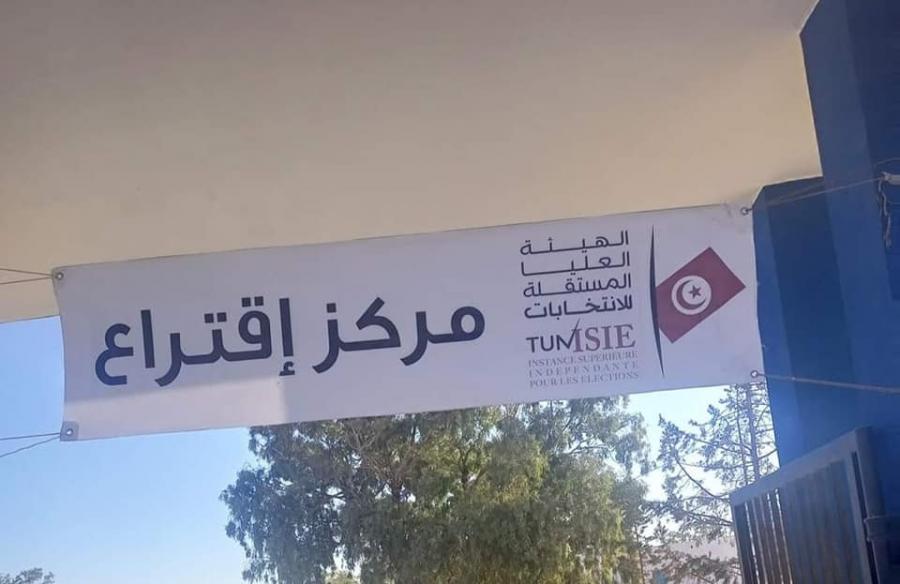 الهيئة
العليا
المستقلة
للانتخابات
TUNISIE
INSTANCE SUPERIEURE
INDEPENDANTE
POUR LES ELECTIONS
مركز إقتراع